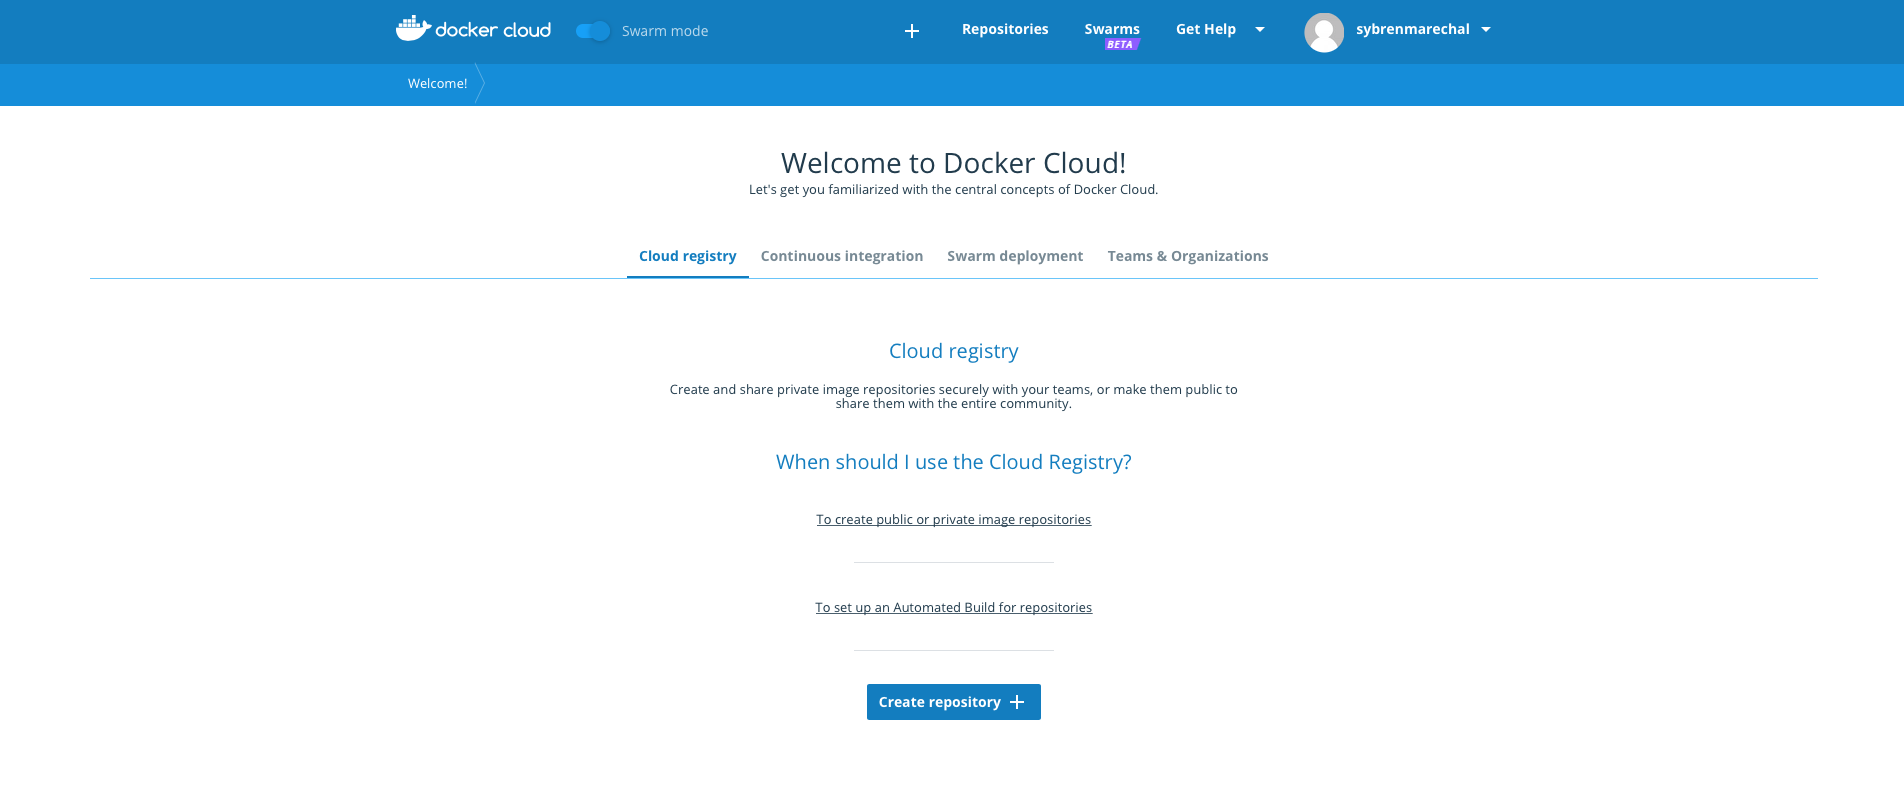 docker cloud
Swarm mode
Repositories
Swarms
BETA
Get Help
sybrenmarechal
Welcome!
Welcome to Docker Cloud!
Let's get you familiarized with the central concepts of Docker Cloud.
Cloud registry
Continuous integration
Swarm deployment
Teams & Organizations
Cloud registry
Create and share private image repositories securely with your teams, or make them public to
share them with the entire community.
When should I use the Cloud Registry?
To create public or private image repositories
To set up an Automated Build for repositories
Create repository